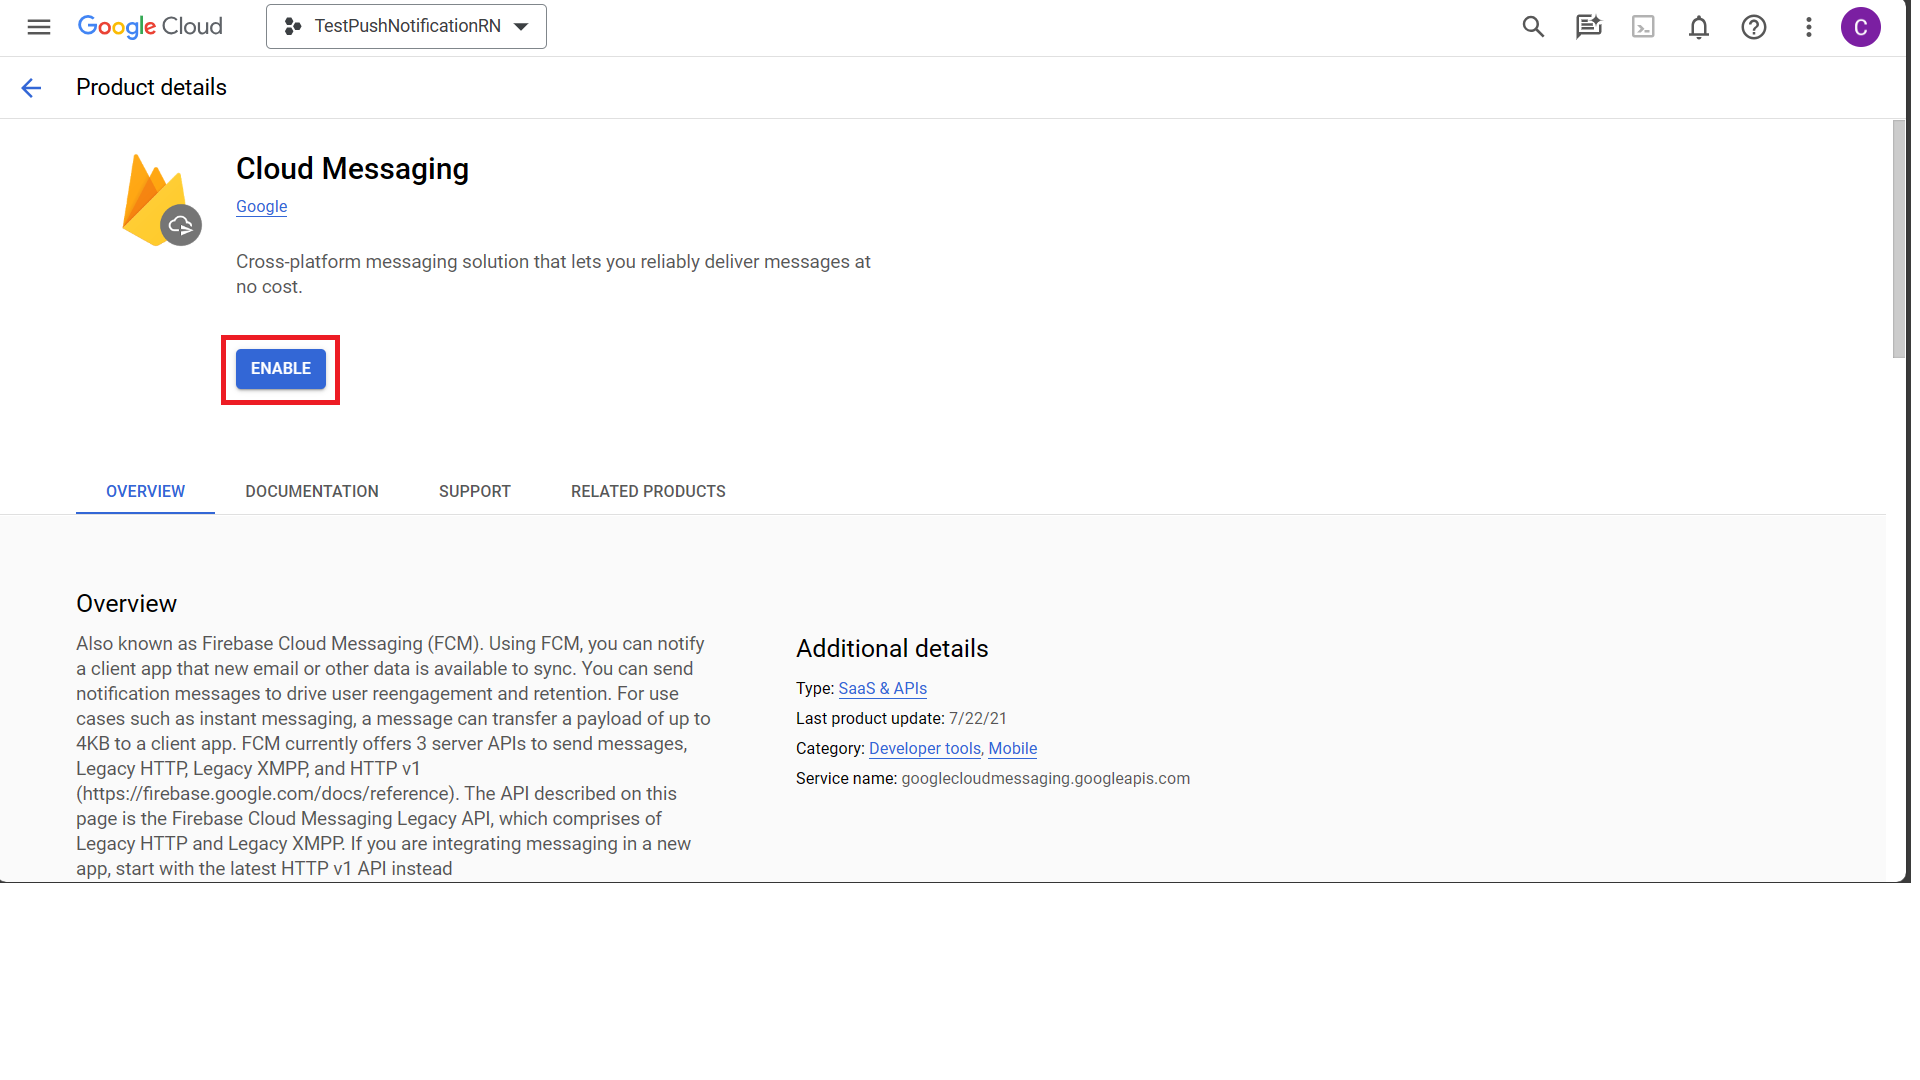 Google Cloud
TestPushNotificationRN
C
Product details
Cloud Messaging
Google
Cross-platform messaging solution that lets you reliably deliver messages at
no cost.
ENABLE
OVERVIEW
DOCUMENTATION
SUPPORT
RELATED PRODUCTS
Overview
Also known as Firebase Cloud Messaging (FCM). Using FCM, you can notify
a client app that new email or other data is available to sync. You can send
notification messages to drive user reengagement and retention. For use
cases such as instant messaging, a message can transfer a payload of up to
4KB to a client app. FCM currently offers 3 server APIs to send messages,
Legacy HTTP, Legacy XMPP, and HTTP v1
(https://firebase.google.com/docs/reference). The API described on this
page is the Firebase Cloud Messaging Legacy API, which comprises of
Legacy HTTP and Legacy XMPP. If you are integrating messaging in a new
app, start with the latest HTTP v1 API instead
Additional details
Type: SaaS & APIs
Last product update: 7/22/21
Category: Developer tools, Mobile
Service name: googlecloudmessaging.googleapis.com